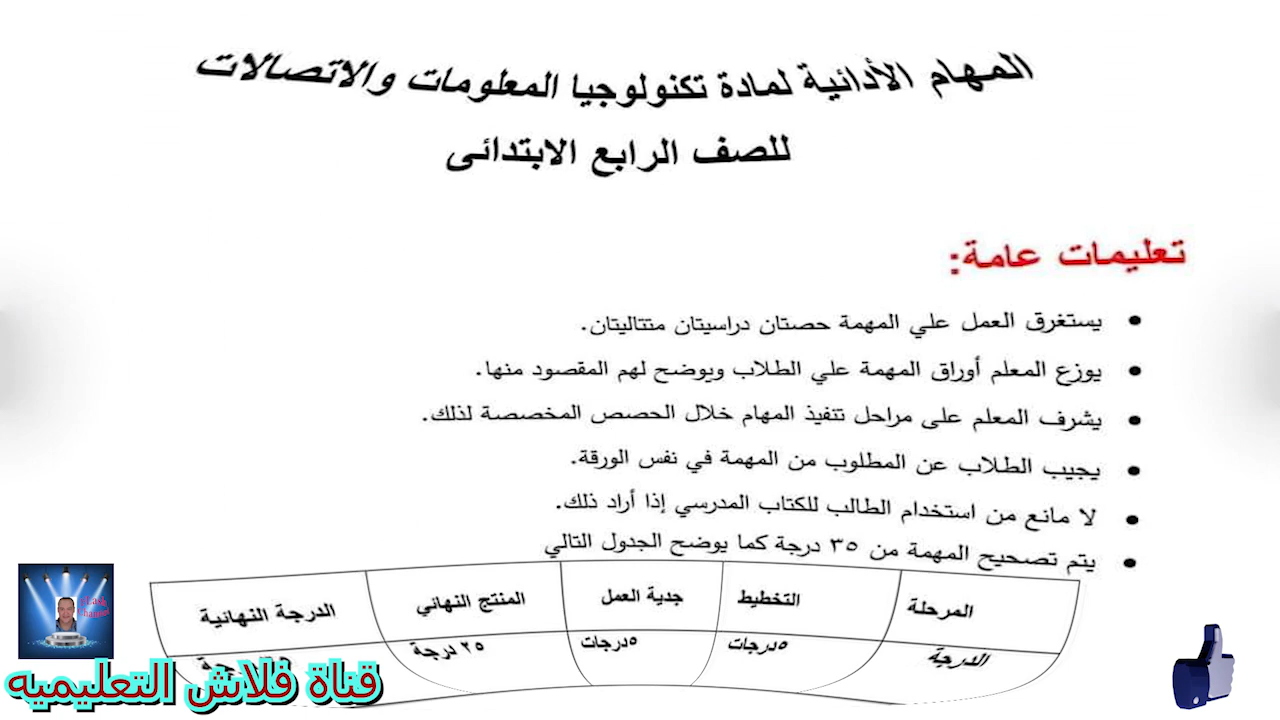 المهام الأدائية لمادة تكنولوجيا المعلومات والاتصالات
للصف الرابع الابتدائى
تعليمات عامة:
• يستغرق العمل علي المهمة حصتان دراسيتان متتاليتان.
• يوزع المعلم أوراق المهمة علي الطلاب ويوضح لهم المقصود منها.
• يشرف المعلم على مراحل تنفيذ المهام خلال الحصص المخصصة لذلك.
• يجيب الطلاب عن المطلوب من المهمة في نفس الورقة.
• لا مانع من استخدام الطالب للكتاب المدرسي إذا أراد ذلك.
• يتم تصحيح المهمة من ٣٥ درجة كما يوضح الجدول التالي
المرحلة التخطيط جدية العمل المنتج النهائي الدرجة النهائية
الدرجة ٥درجات ٥درجات ٢٥ درجة
fLash
Channel
قناة فلاش التعليميه